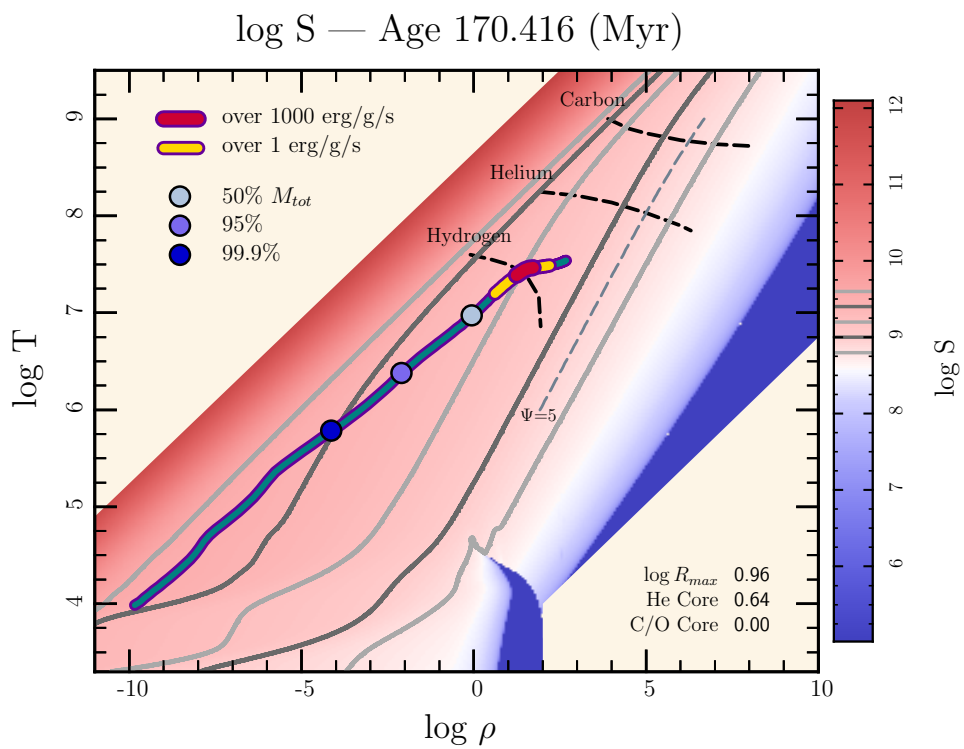 log S — Age 170.416 (Myr)
over 1000 erg/g/s
over 1 erg/g/s
50% M_tot
95%
99.9%
Carbon
Helium
Hydrogen
Ψ=5
log R_max 0.96
He Core 0.64
C/O Core 0.00
log T
9
8
7
6
5
4
-10
-5
0
5
10
log ρ
12
11
10
9
8
7
6
log S